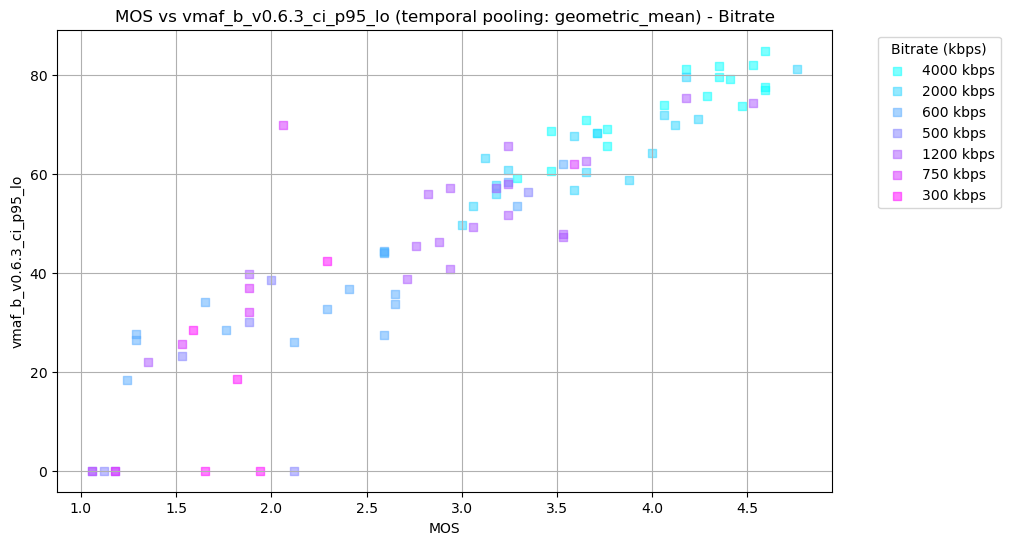 MOS vs vmaf_b_v0.6.3_ci_p95_lo (temporal pooling: geometric_mean) - Bitrate
Bitrate (kbps)
4000 kbps
2000 kbps
600 kbps
500 kbps
1200 kbps
750 kbps
300 kbps
vmaf_b_v0.6.3_ci_p95_lo
80
60
40
20
0
1.0 1.5 2.0 2.5 3.0 3.5 4.0 4.5
MOS